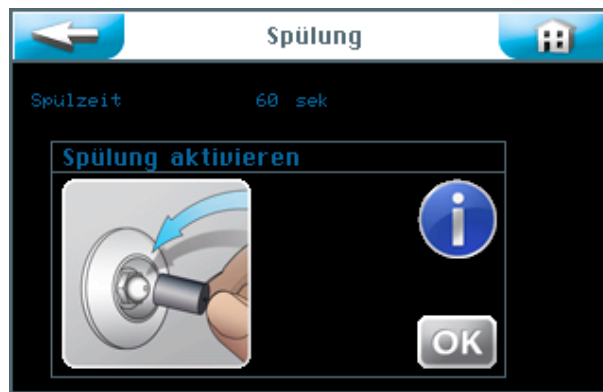 Spülung
Spülzeit 60 sek
Spülung aktivieren
i
OK